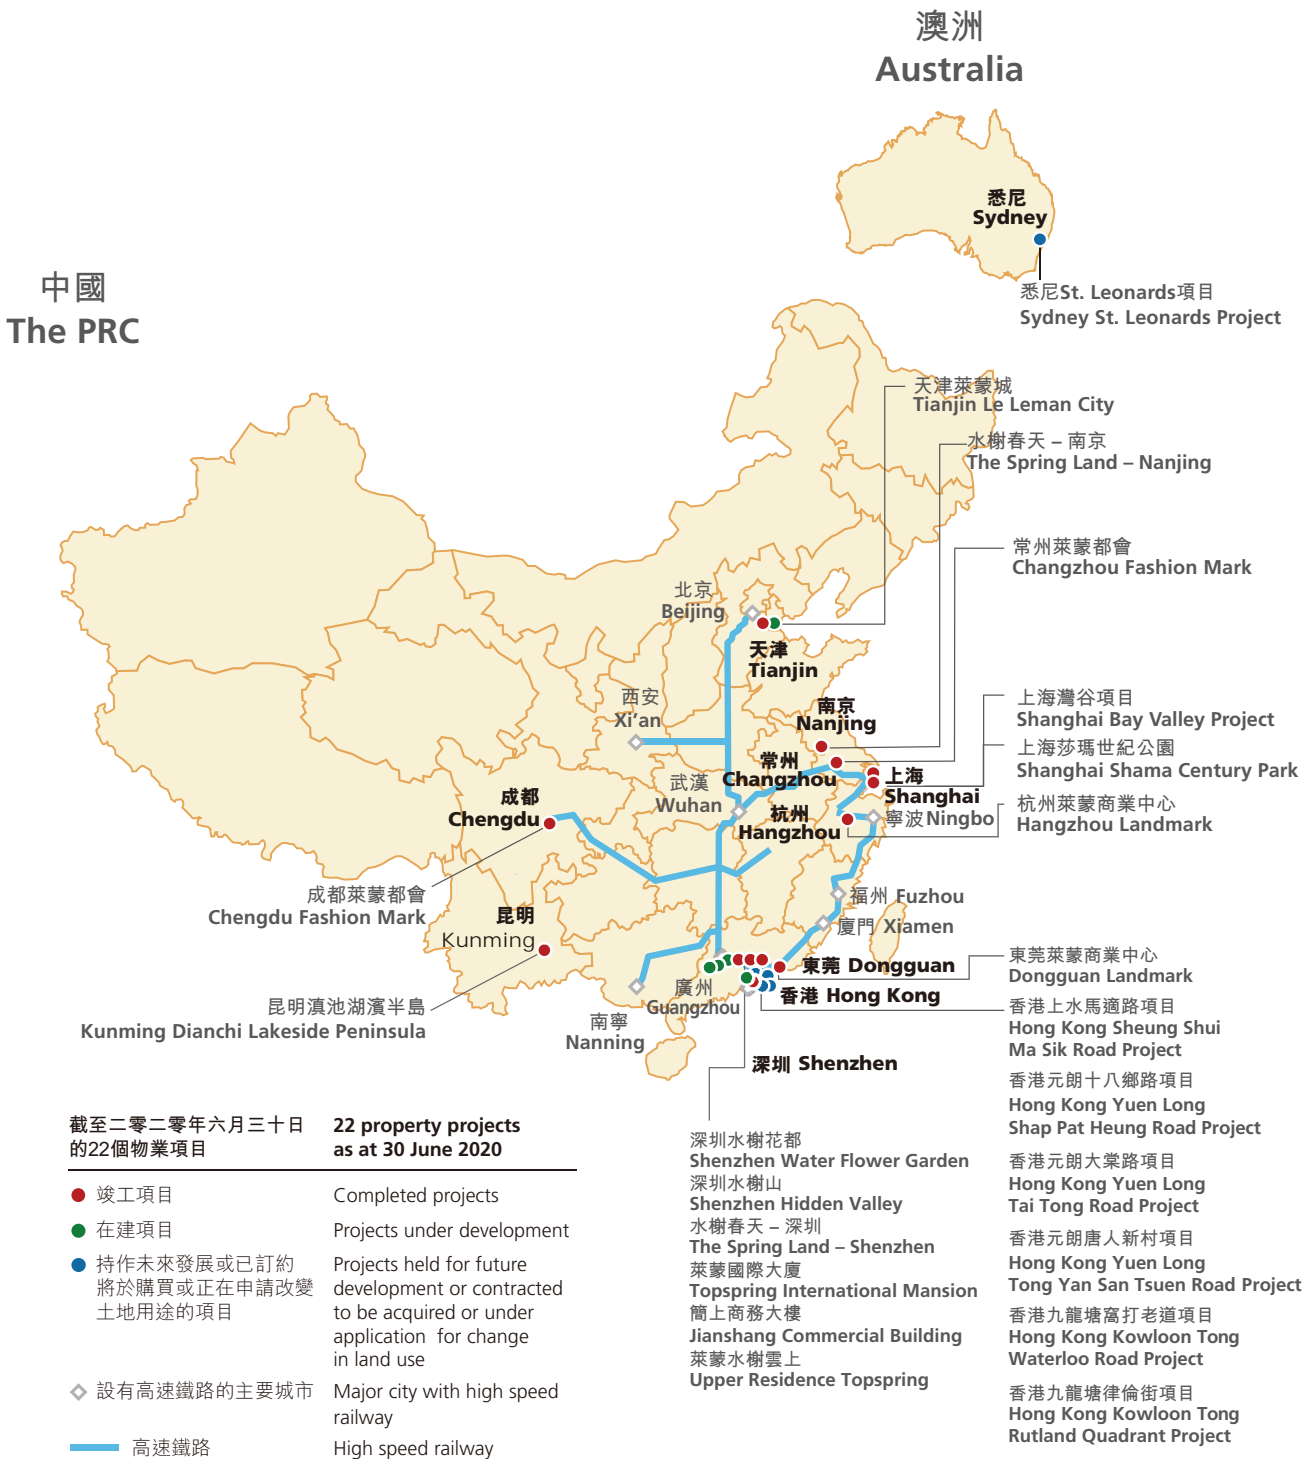 澳洲
Australia
悉尼
Sydney
悉尼St. Leonards項目
Sydney St. Leonards Project
中國
The PRC
天津萊蒙城
Tianjin Le Leman City
水榭春天 – 南京
The Spring Land – Nanjing
常州萊蒙都會
Changzhou Fashion Mark
北京
Beijing
天津
Tianjin
西安
Xi’an
南京
Nanjing
上海灣谷項目
Shanghai Bay Valley Project
上海莎瑪世紀公園
Shanghai Shama Century Park
常州
Changzhou
上海
Shanghai
武漢
Wuhan
杭州
Hangzhou
寧波Ningbo
杭州萊蒙商業中心
Hangzhou Landmark
成都
Chengdu
成都萊蒙都會
Chengdu Fashion Mark
昆明
Kunming
福州 Fuzhou
廈門 Xiamen
東莞 Dongguan
東莞萊蒙商業中心
Dongguan Landmark
香港 Hong Kong
廣州
Guangzhou
昆明滇池湖濱半島
Kunming Dianchi Lakeside Peninsula
南寧
Nanning
深圳 Shenzhen
香港上水馬適路項目
Hong Kong Sheung Shui
Ma Sik Road Project
香港元朗十八鄉路項目
Hong Kong Yuen Long
Shap Pat Heung Road Project
香港元朗大棠路項目
Hong Kong Yuen Long
Tai Tong Road Project
香港元朗唐人新村項目
Hong Kong Yuen Long
Tong Yan San Tsuen Road Project
香港九龍塘窩打老道項目
Hong Kong Kowloon Tong
Waterloo Road Project
香港九龍塘律倫街項目
Hong Kong Kowloon Tong
Rutland Quadrant Project
深圳水榭花都
Shenzhen Water Flower Garden
深圳水榭山
Shenzhen Hidden Valley
水榭春天 – 深圳
The Spring Land – Shenzhen
萊蒙國際大廈
Topspring International Mansion
簡上商務大樓
Jianshang Commercial Building
萊蒙水榭雲上
Upper Residence Topspring
截至二零二零年六月三十日
的22個物業項目
22 property projects
as at 30 June 2020
竣工項目
Completed projects
在建項目
Projects under development
持作未來發展或已訂約
將於購買或正在申請改變
土地用途的項目
Projects held for future
development or contracted
to be acquired or under
application for change
in land use
設有高速鐵路的主要城市
Major city with high speed
railway
高速鐵路
High speed railway